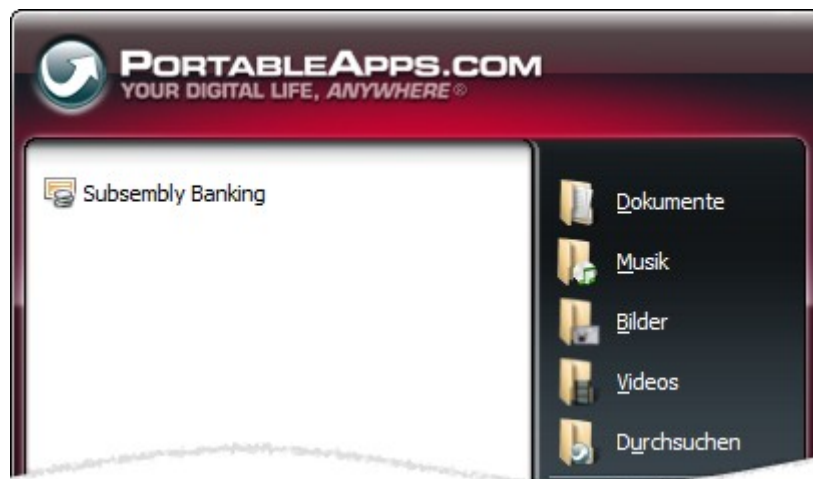 PORTABLEAPPS.COM
YOUR DIGITAL LIFE, ANYWHERE®
Subsembly Banking
Dokumente
Musik
Bilder
Videos
Durchsuchen